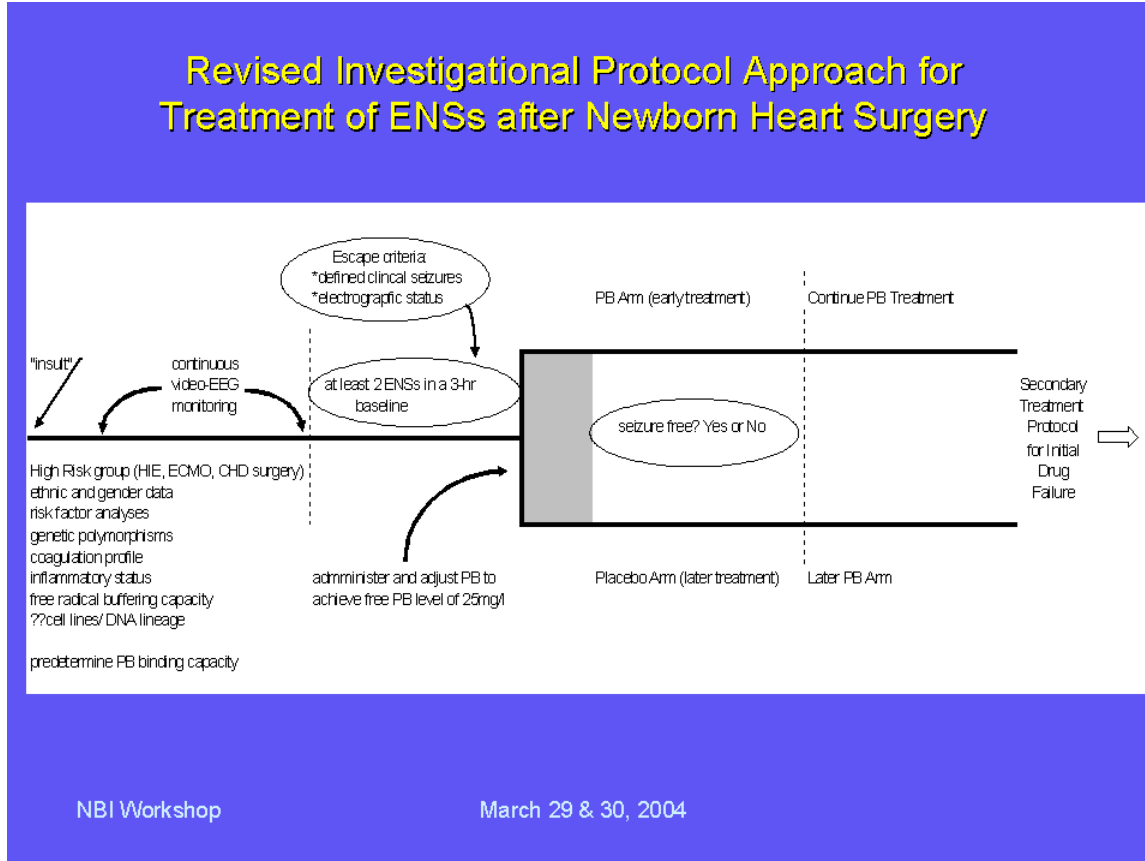 Revised Investigational Protocol Approach for
Treatment of ENSs after Newborn Heart Surgery
Escape criteria:
*defined clincal seizures
*electrograpfic status
PB Arm (early treatment)
Continue PB Treatment
"insult"
continuous
video-EEG
monitoring
at least 2 ENSs in a 3-hr
baseline
seizure free? Yes or No
Secondary
Treatment
Protocol
for Initial
Drug
Failure
High Risk group (HIE, ECMO, CHD surgery)
ethnic and gender data
risk factor analyses
genetic polymorphisms
coagulation profile
inflammatory status
free radical buffering capacity
??cell lines/ DNA lineage
predetermine PB binding capacity
admminister and adjust PB to
achieve free PB level of 25mg/l
Placebo Arm (later treatment)
Later PB Arm
NBI Workshop
March 29 & 30, 2004